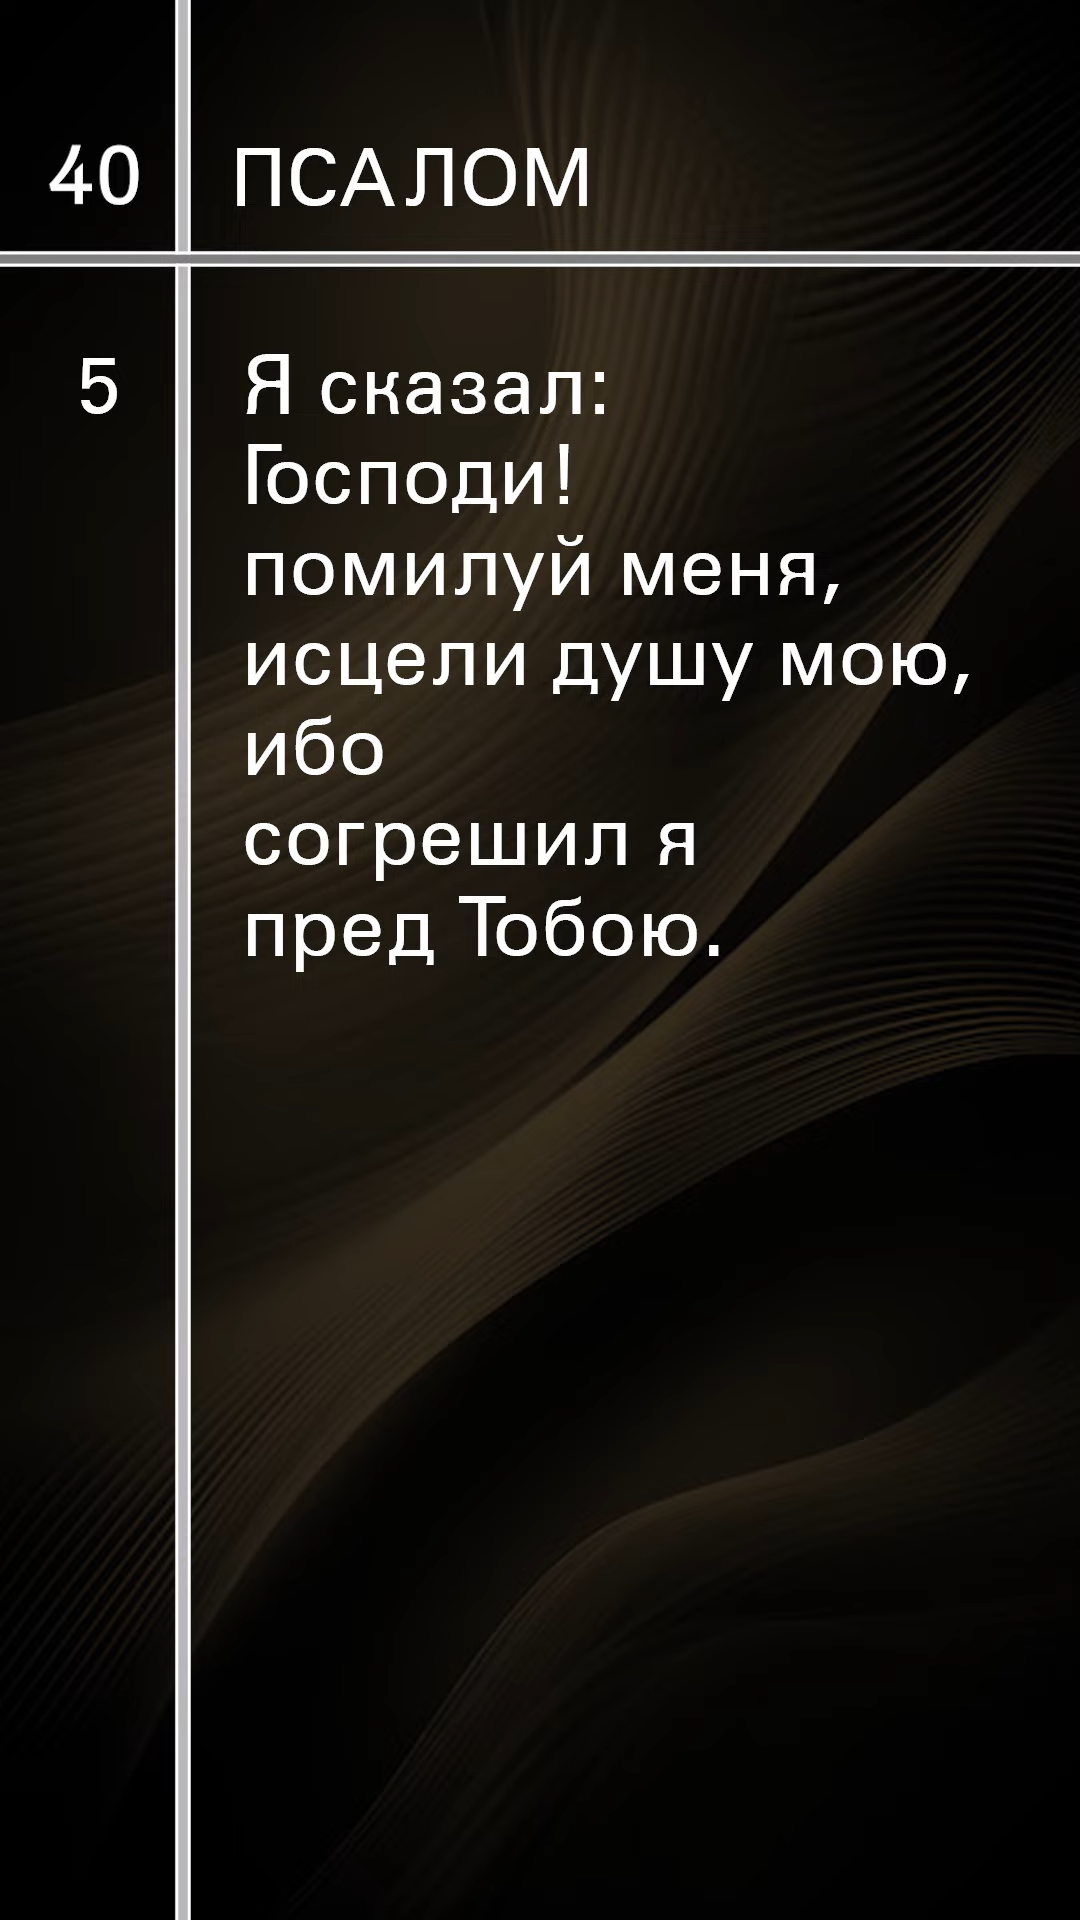 40 ПСАЛОМ
5 Я сказал:
Господи!
помилуй меня,
исцели душу мою,
ибо
согрешил я
пред Тобою.